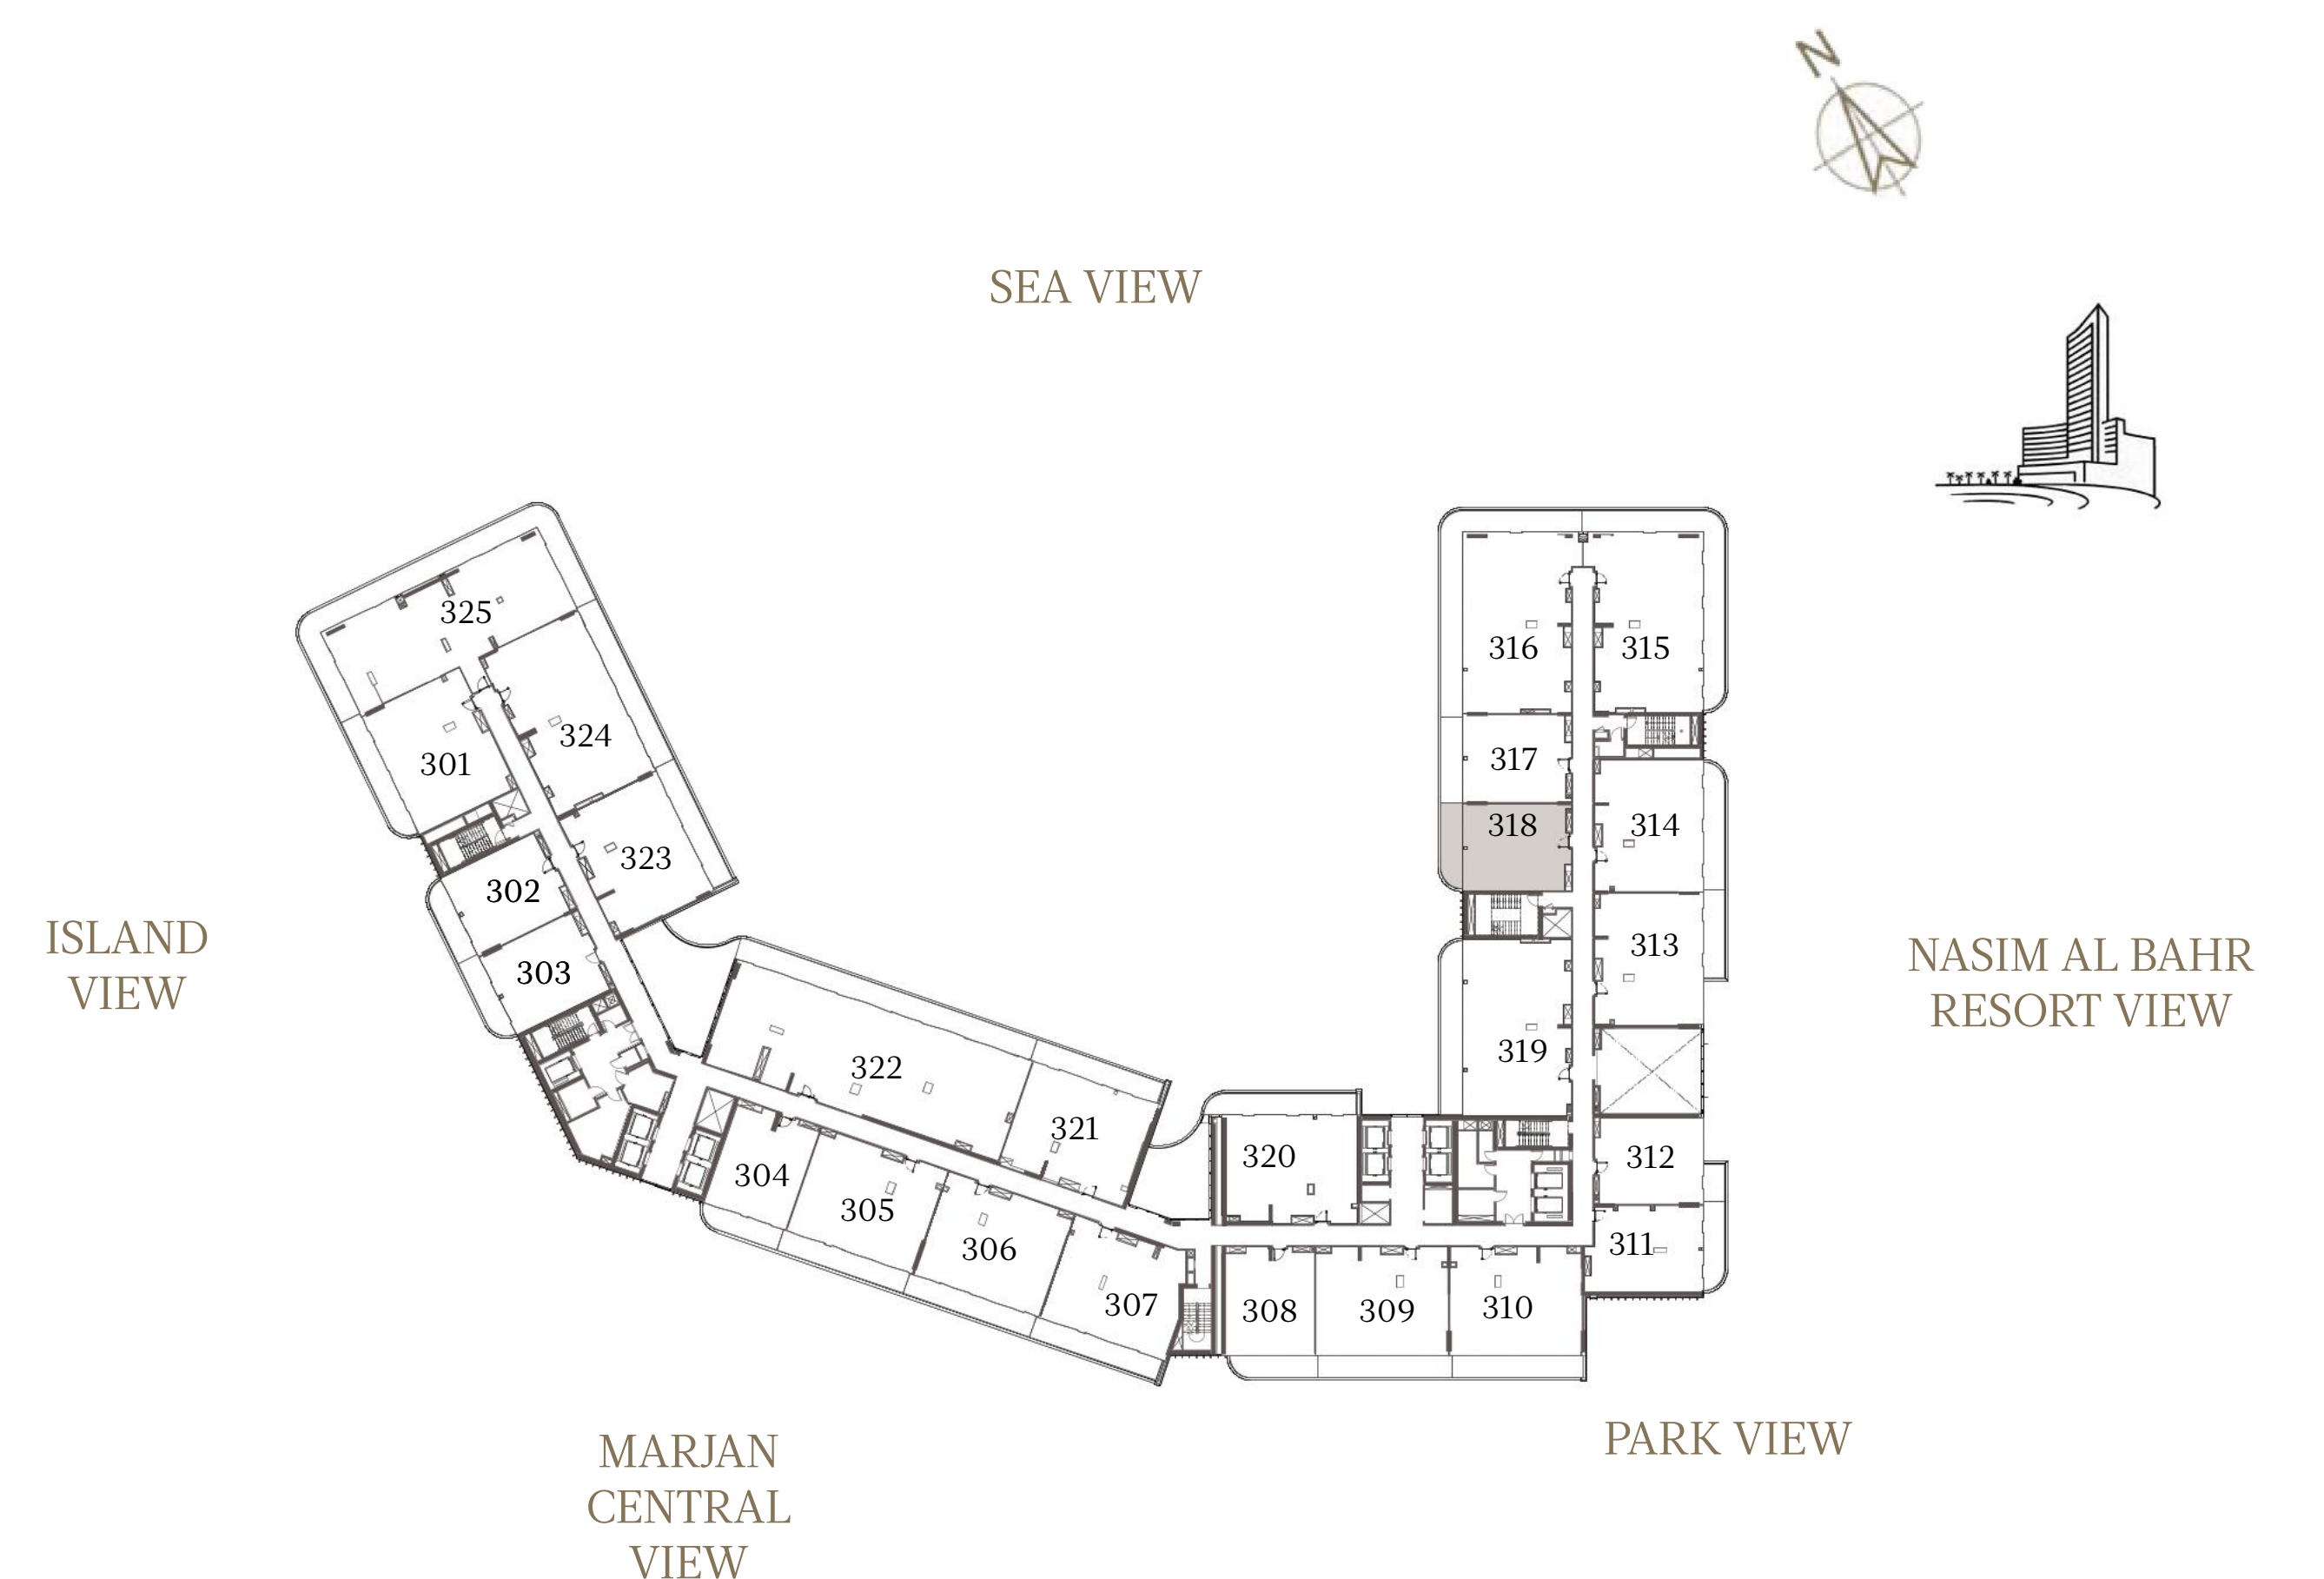 N
SEA VIEW
325
324
301
323
302
303
322
321
304
305
306
307
320
308
309
310
316
315
317
318
314
313
319
312
311
ISLAND
VIEW
NASIM AL BAHR
RESORT VIEW
MARJAN
CENTRAL
VIEW
PARK VIEW